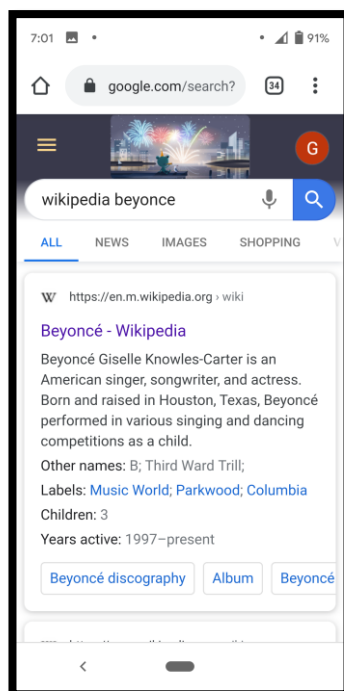 7:01 91%
google.com/search? 34
G
wikipedia beyonce
ALL NEWS IMAGES SHOPPING
W https://en.m.wikipedia.org › wiki
Beyoncé - Wikipedia
Beyoncé Giselle Knowles-Carter is an
American singer, songwriter, and actress.
Born and raised in Houston, Texas, Beyoncé
performed in various singing and dancing
competitions as a child.
Other names: B; Third Ward Trill;
Labels: Music World; Parkwood; Columbia
Children: 3
Years active: 1997–present
Beyoncé discography Album Beyoncé